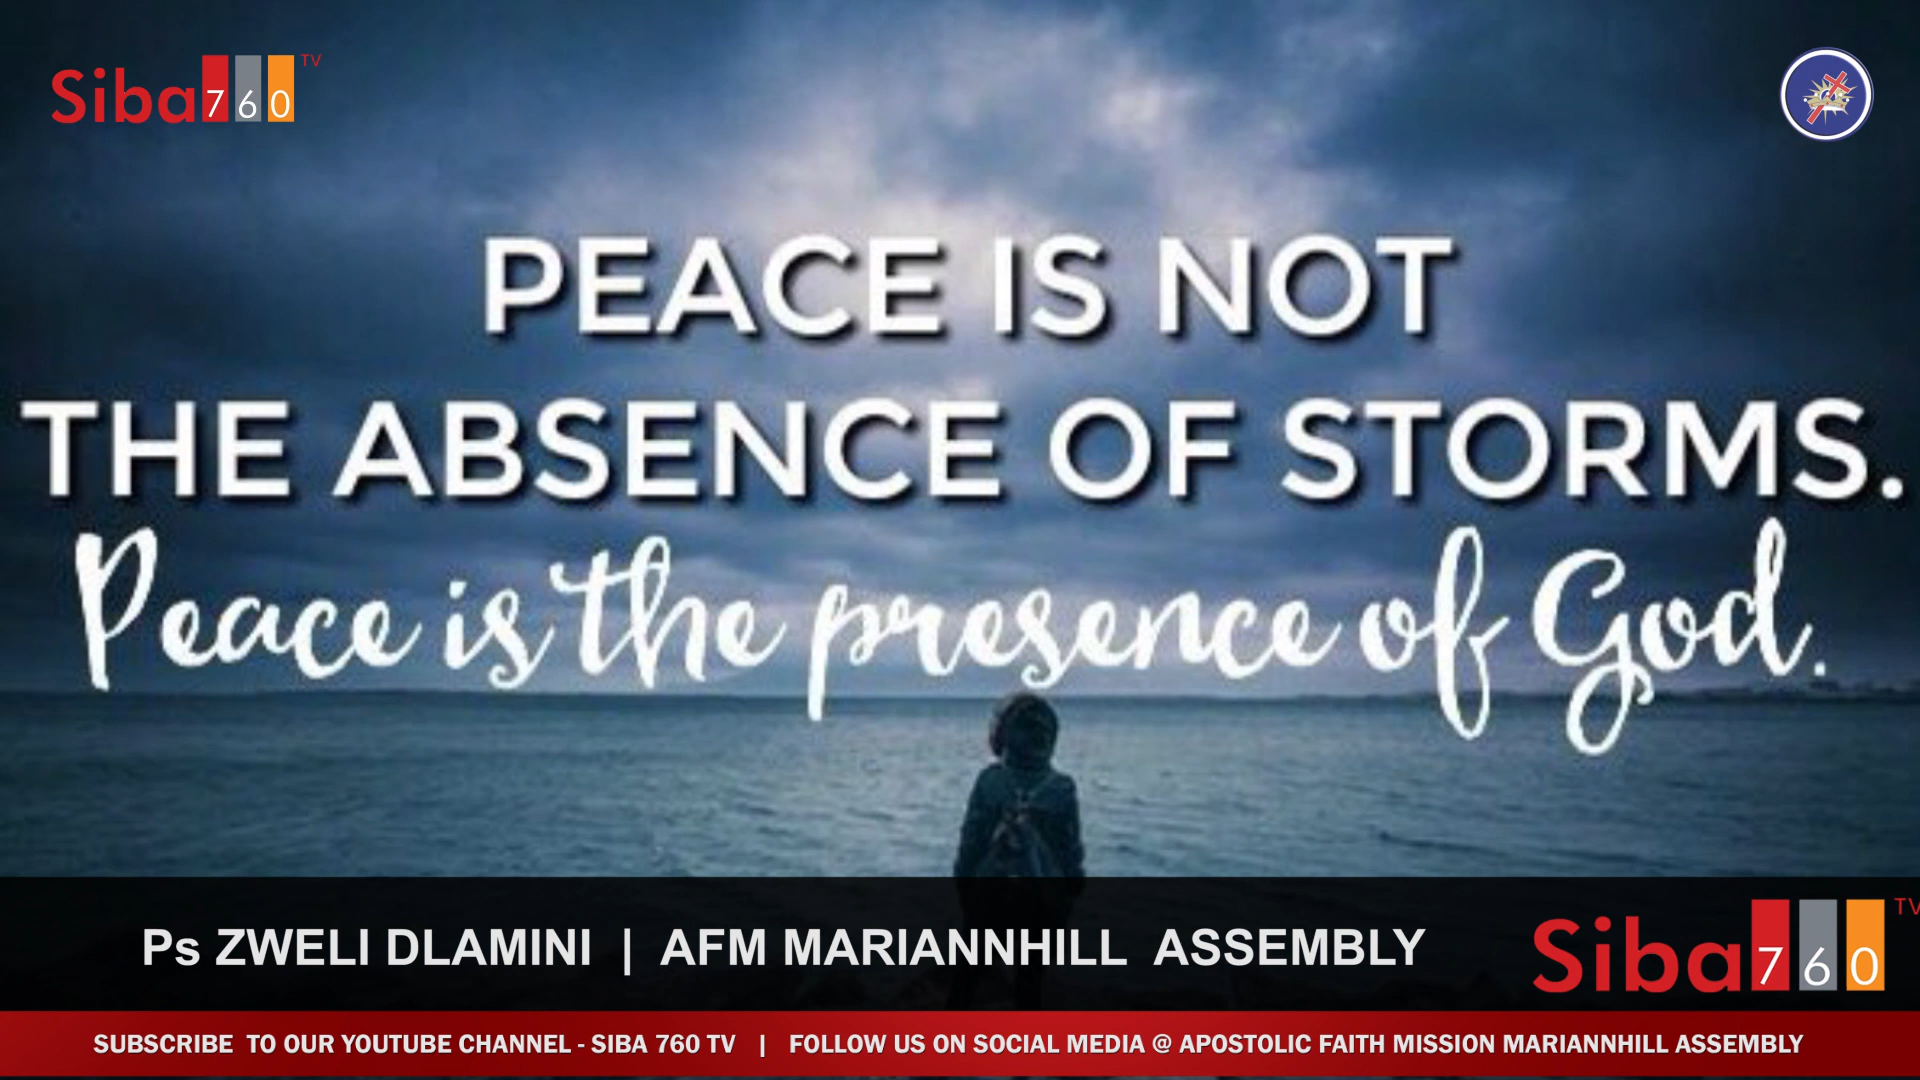 Siba760 TV
PEACE IS NOT
THE ABSENCE OF STORMS.
Peace is the presence of God.
Ps ZWELI DLAMINI | AFM MARIANNHILL ASSEMBLY
Siba760 TV
SUBSCRIBE TO OUR YOUTUBE CHANNEL - SIBA 760 TV | FOLLOW US ON SOCIAL MEDIA @ APOSTOLIC FAITH MISSION MARIANNHILL ASSEMBLY